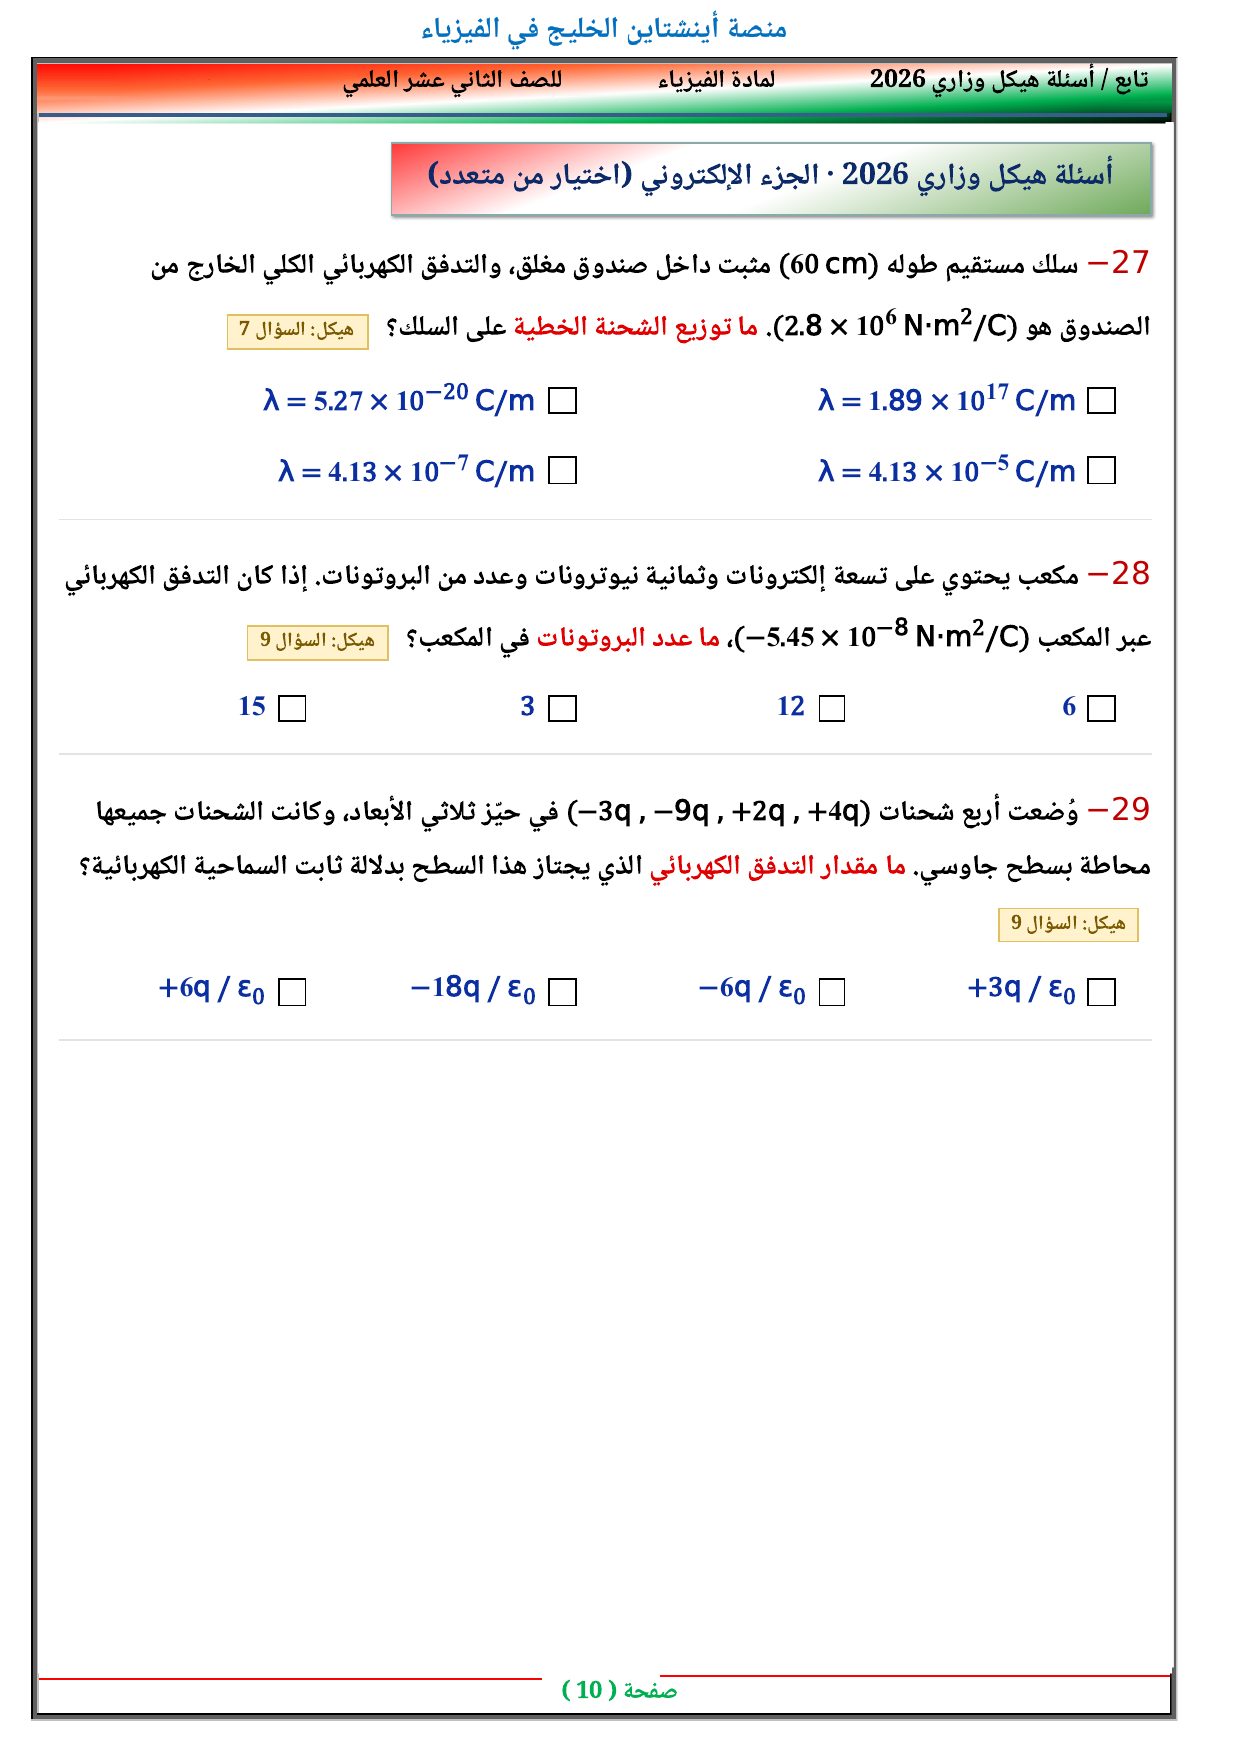 منصة أينشتاين الخليج في الفيزياء
تابع / أسئلة هيكل وزاري 2026 لمادة الفيزياء للصف الثاني عشر العلمي
أسئلة هيكل وزاري 2026 · الجزء الإلكتروني (اختيار من متعدد)
27− سلك مستقيم طوله (60 cm) مثبت داخل صندوق مغلق، والتدفق الكهربائي الكلي الخارج من
الصندوق هو (2.8 × 10⁶ N·m²/C). ما توزيع الشحنة الخطية على السلك؟ هيكل: السؤال 7
λ = 1.89 × 10¹⁷ C/m λ = 5.27 × 10⁻²⁰ C/m
λ = 4.13 × 10⁻⁵ C/m λ = 4.13 × 10⁻⁷ C/m
28− مكعب يحتوي على تسعة إلكترونات وثمانية نيوترونات وعدد من البروتونات. إذا كان التدفق الكهربائي
عبر المكعب (−5.45 × 10⁻⁸ N·m²/C)، ما عدد البروتونات في المكعب؟ هيكل: السؤال 9
6 12 3 15
29− وُضعت أربع شحنات (−3q , −9q , +2q , +4q) في حيّز ثلاثي الأبعاد، وكانت الشحنات جميعها
محاطة بسطح جاوسي. ما مقدار التدفق الكهربائي الذي يجتاز هذا السطح بدلالة ثابت السماحية الكهربائية؟
هيكل: السؤال 9
+3q / ε₀ −6q / ε₀ −18q / ε₀ +6q / ε₀
صفحة ( 10 )